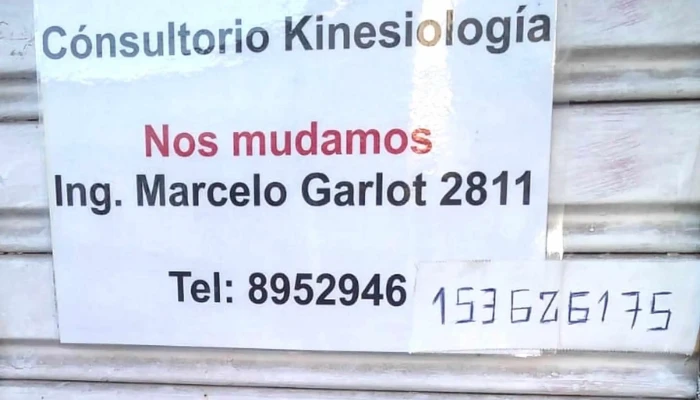 Cónsultorio Kinesiología
Nos mudamos
Ing. Marcelo Garlot 2811
Tel: 8952946 153626175